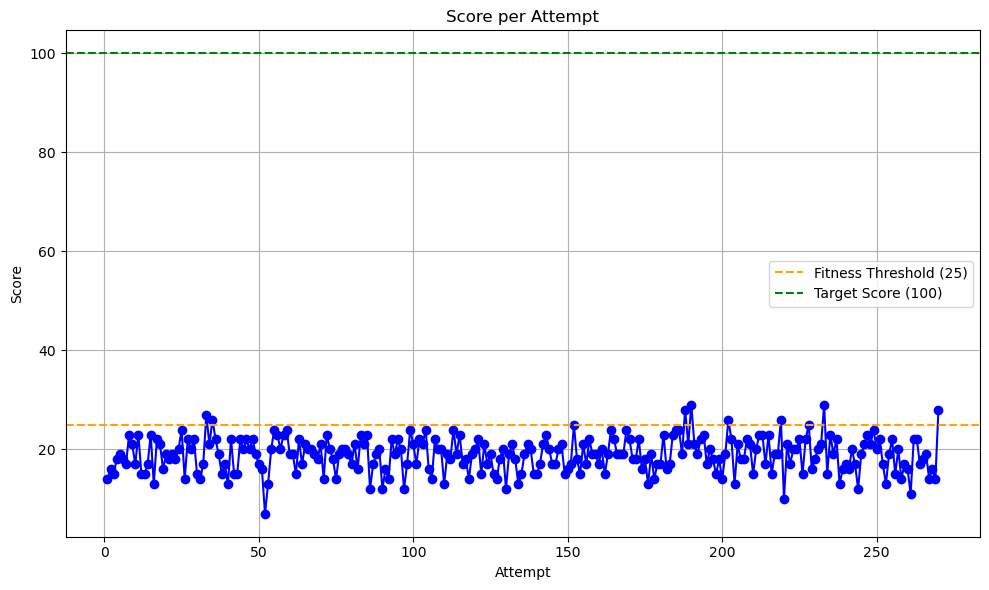 Score per Attempt
100
80
60
40
20
Score
Fitness Threshold (25)
Target Score (100)
0
50
100
150
200
250
Attempt